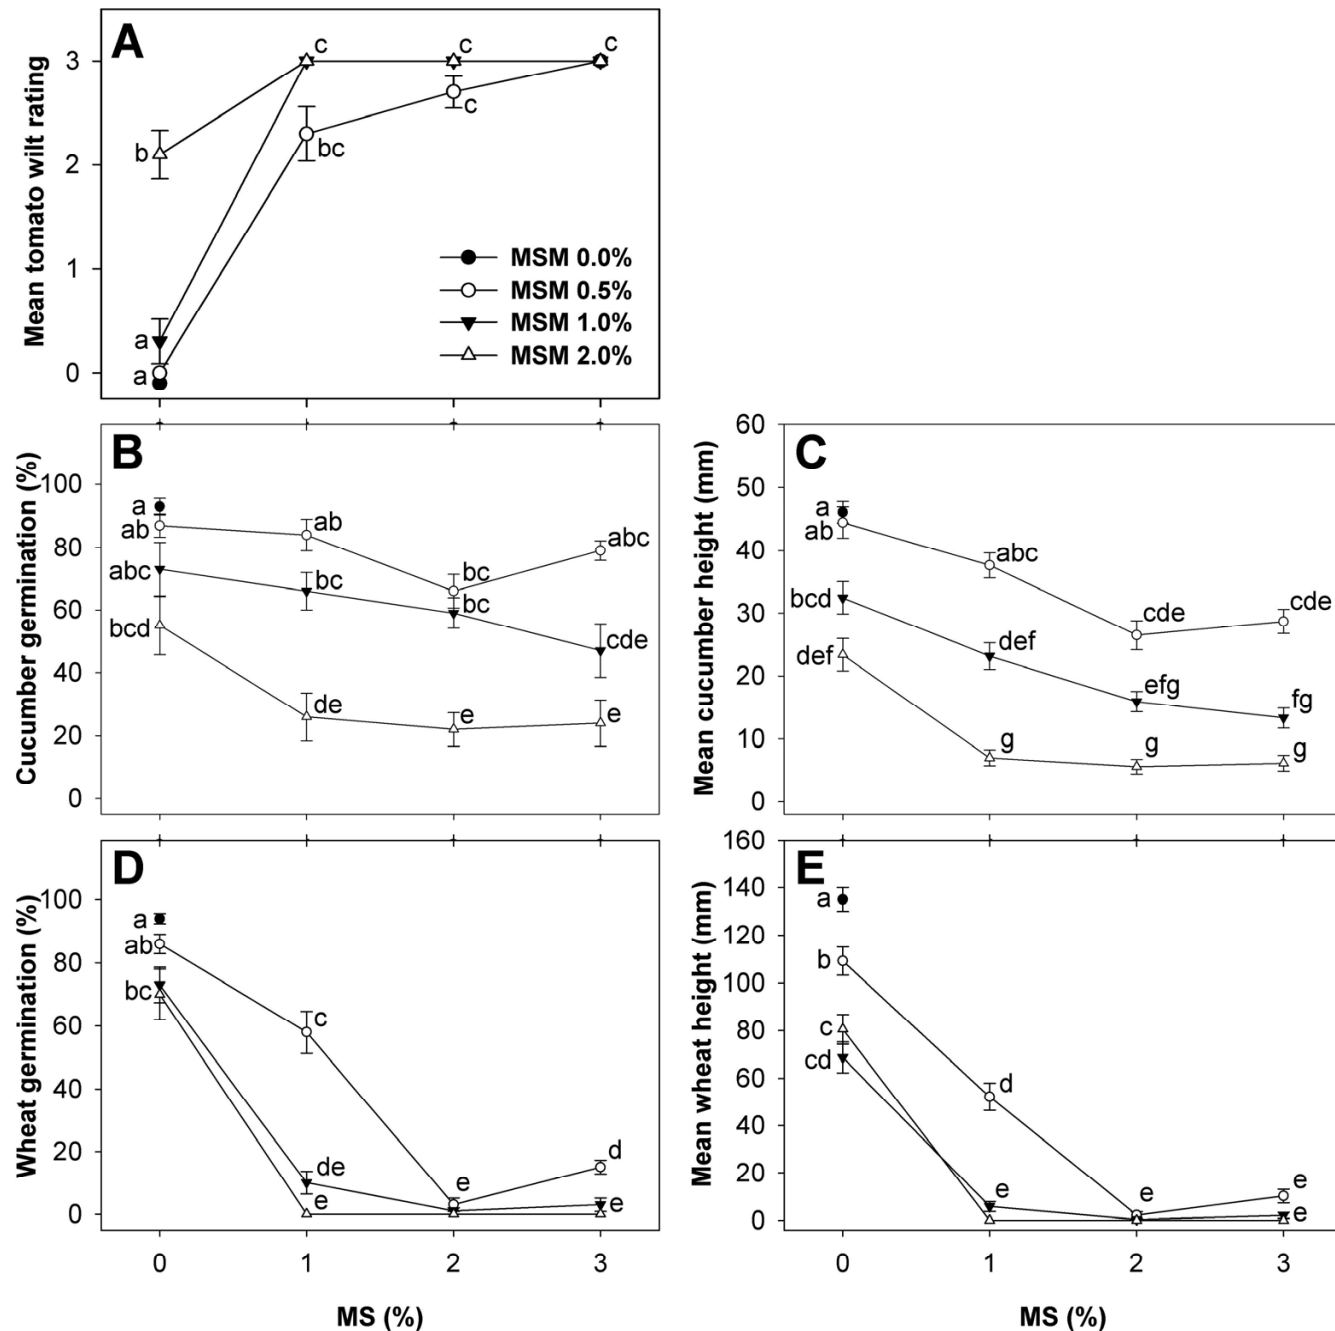 A
Mean tomato wilt rating
3
2
1
0
c
c
c
b
bc
c
a
a
MSM 0.0%
MSM 0.5%
MSM 1.0%
MSM 2.0%
B
Cucumber germination (%)
100
80
60
40
20
0
a
ab
ab
abc
abc
bc
bc
bc
bcd
cde
de
e
e
C
Mean cucumber height (mm)
60
50
40
30
20
10
0
a
ab
abc
bcd
cde
cde
def
def
efg
fg
g
g
g
D
Wheat germination (%)
100
80
60
40
20
0
a
ab
bc
c
d
de
e
e
e
0 1 2 3
MS (%)
E
Mean wheat height (mm)
160
140
120
100
80
60
40
20
0
a
b
c
cd
d
e
e
e
e
0 1 2 3
MS (%)